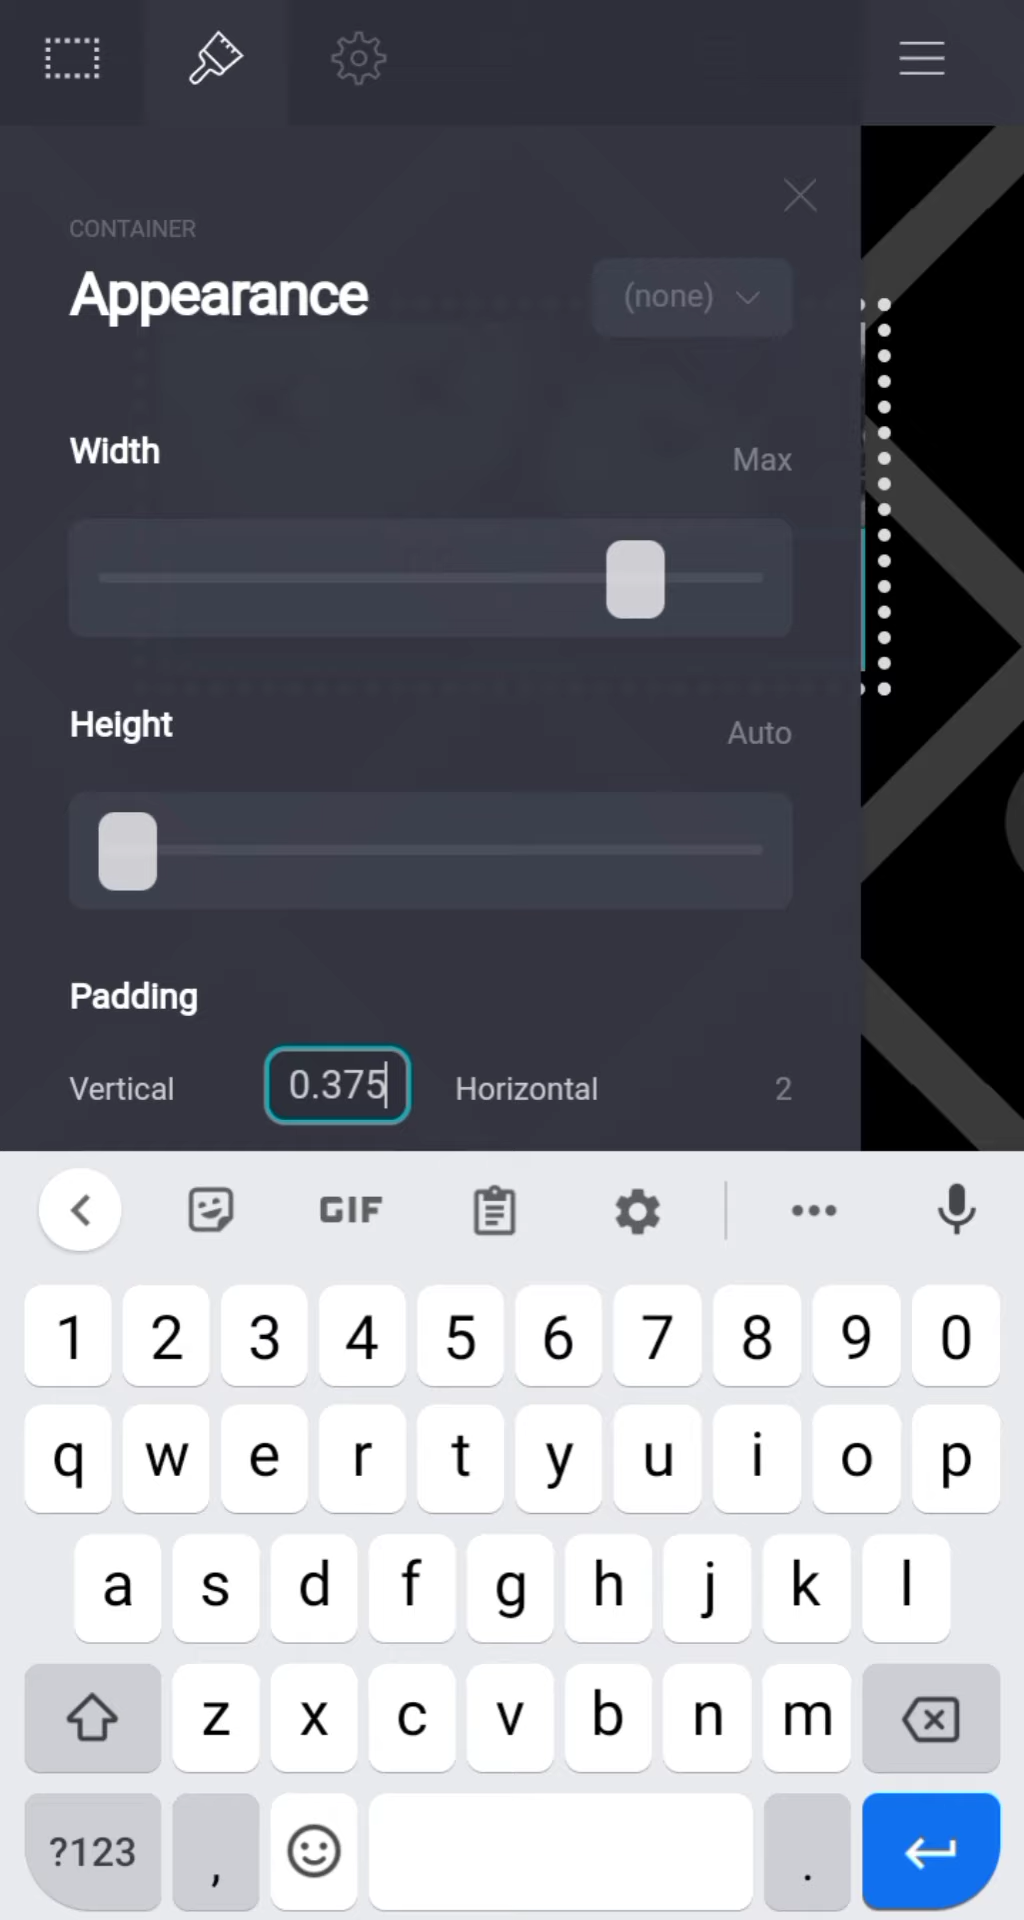 CONTAINER
Appearance
(none)
Width
Max
Height
Auto
Padding
Vertical 0.375 Horizontal 2
GIF
1 2 3 4 5 6 7 8 9 0
q w e r t y u i o p
a s d f g h j k l
z x c v b n m
?123 , .